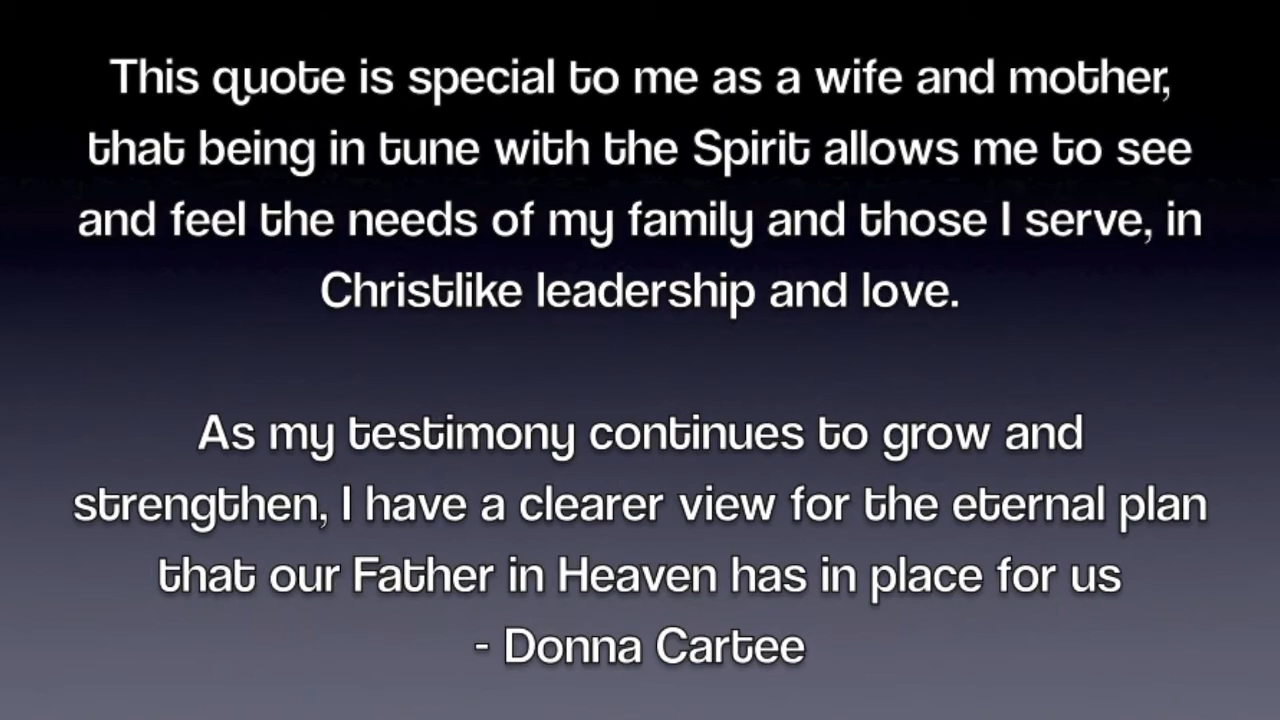 This quote is special to me as a wife and mother,
that being in tune with the Spirit allows me to see
and feel the needs of my family and those I serve, in
Christlike leadership and love.
As my testimony continues to grow and
strengthen, I have a clearer view for the eternal plan
that our Father in Heaven has in place for us
- Donna Cartee